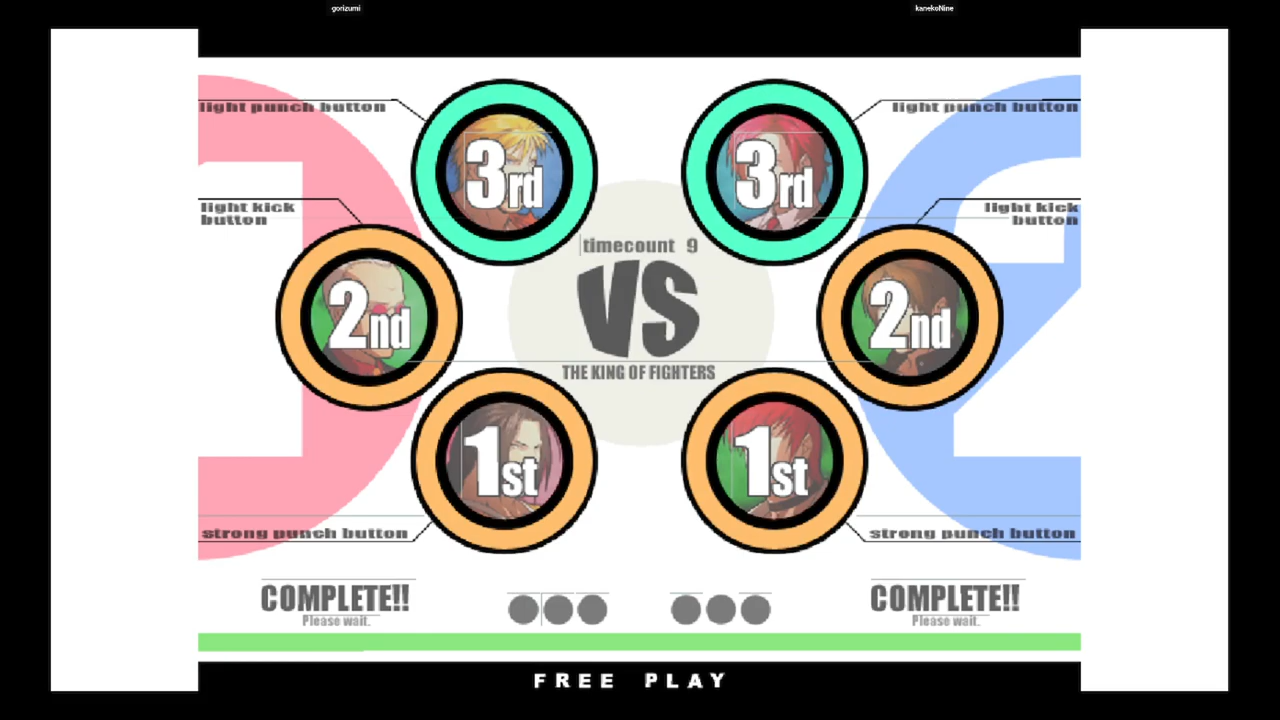 gorizumi
kanekoNine
light punch button
light punch button
3rd
3rd
light kick
button
light kick
button
timecount 9
2nd
VS
2nd
THE KING OF FIGHTERS
1st
1st
strong punch button
strong punch button
COMPLETE!!
Please wait.
COMPLETE!!
Please wait.
FREE PLAY